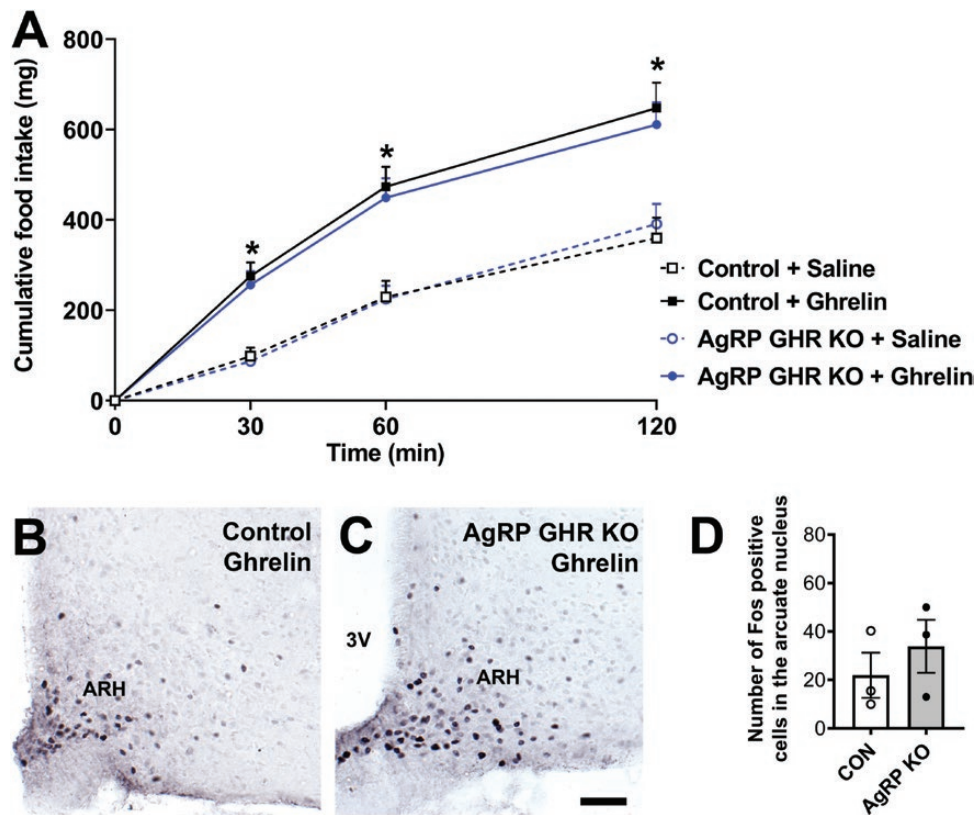 A
Cumulative food intake (mg)
800
600
400
200
0
*
*
*
0
30
60
120
Time (min)
Control + Saline
Control + Ghrelin
AgRP GHR KO + Saline
AgRP GHR KO + Ghrelin
B
Control
Ghrelin
ARH
C
AgRP GHR KO
Ghrelin
3V
ARH
D
Number of Fos positive
cells in the arcuate nucleus
80
60
40
20
0
CON
AgRP KO